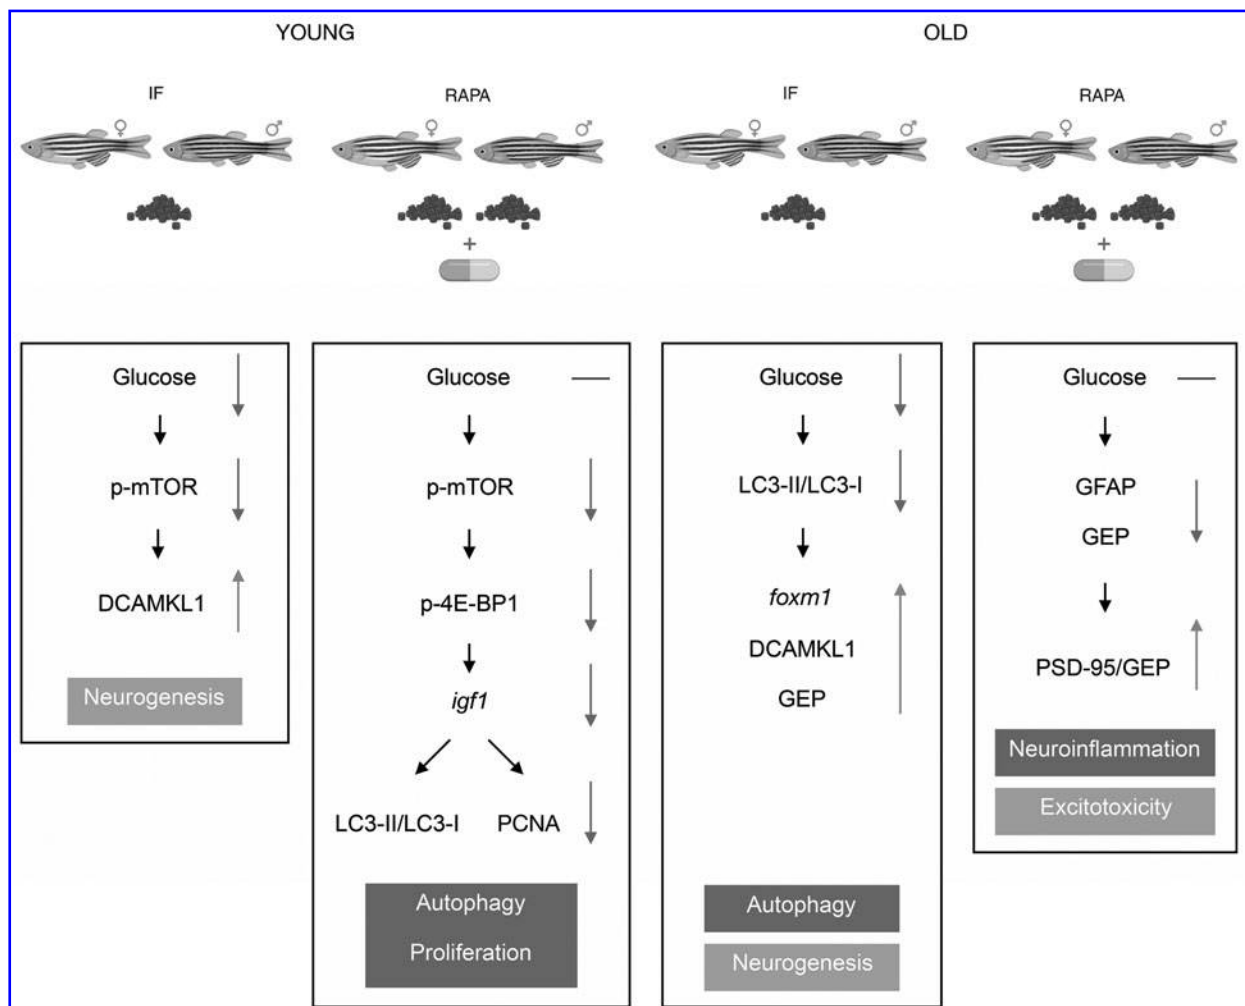 YOUNG
OLD
IF
RAPA
IF
RAPA
♀
♂
♀
♂
♀
♂
♀
♂
+
+
Glucose
p-mTOR
DCAMKL1
Neurogenesis
Glucose
p-mTOR
p-4E-BP1
igf1
LC3-II/LC3-I
PCNA
Autophagy
Proliferation
Glucose
LC3-II/LC3-I
foxm1
DCAMKL1
GEP
Autophagy
Neurogenesis
Glucose
GFAP
GEP
PSD-95/GEP
Neuroinflammation
Excitotoxicity